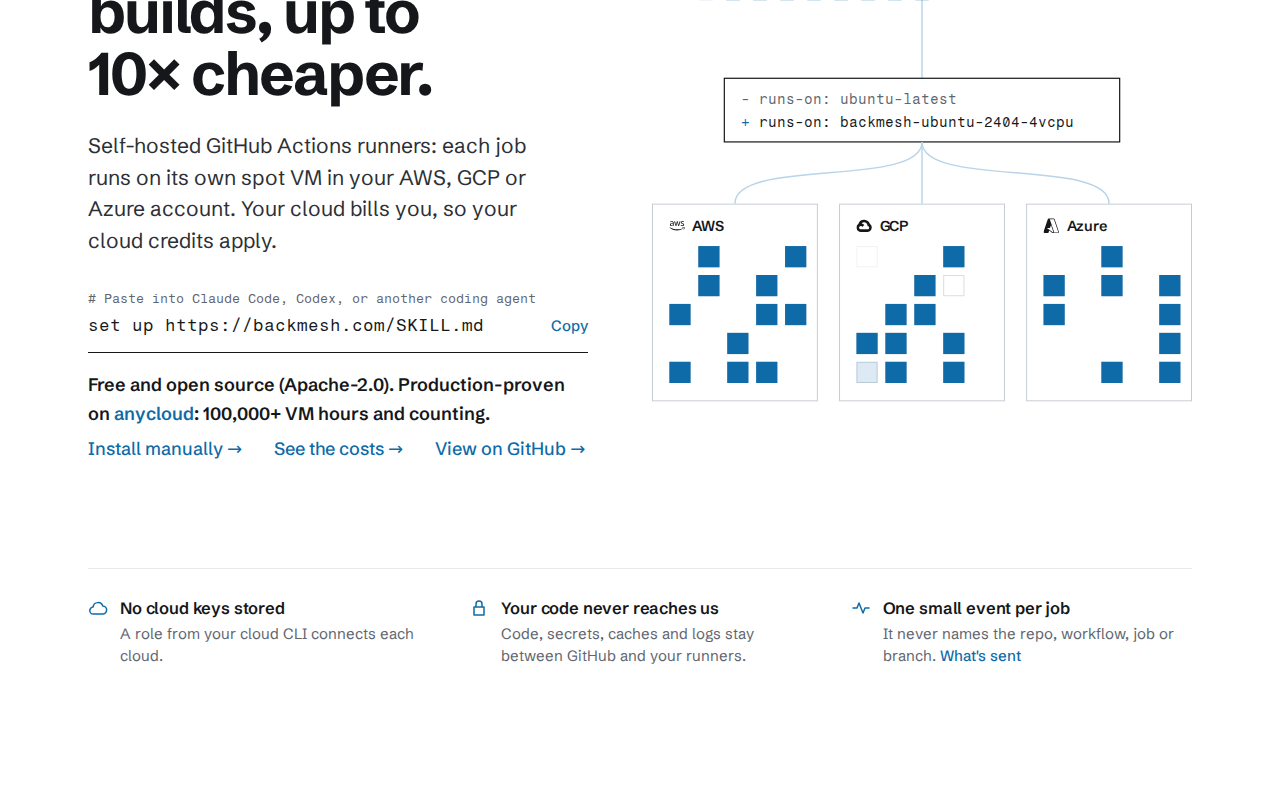 builds, up to
10× cheaper.
Self-hosted GitHub Actions runners: each job
runs on its own spot VM in your AWS, GCP or
Azure account. Your cloud bills you, so your
cloud credits apply.
# Paste into Claude Code, Codex, or another coding agent
set up https://backmesh.com/SKILL.md
Copy
Free and open source (Apache-2.0). Production-proven
on anycloud: 100,000+ VM hours and counting.
Install manually →
See the costs →
View on GitHub →
- runs-on: ubuntu-latest
+ runs-on: backmesh-ubuntu-2404-4vcpu
aws AWS
GCP
Azure
No cloud keys stored
A role from your cloud CLI connects each
cloud.
Your code never reaches us
Code, secrets, caches and logs stay
between GitHub and your runners.
One small event per job
It never names the repo, workflow, job or
branch. What's sent